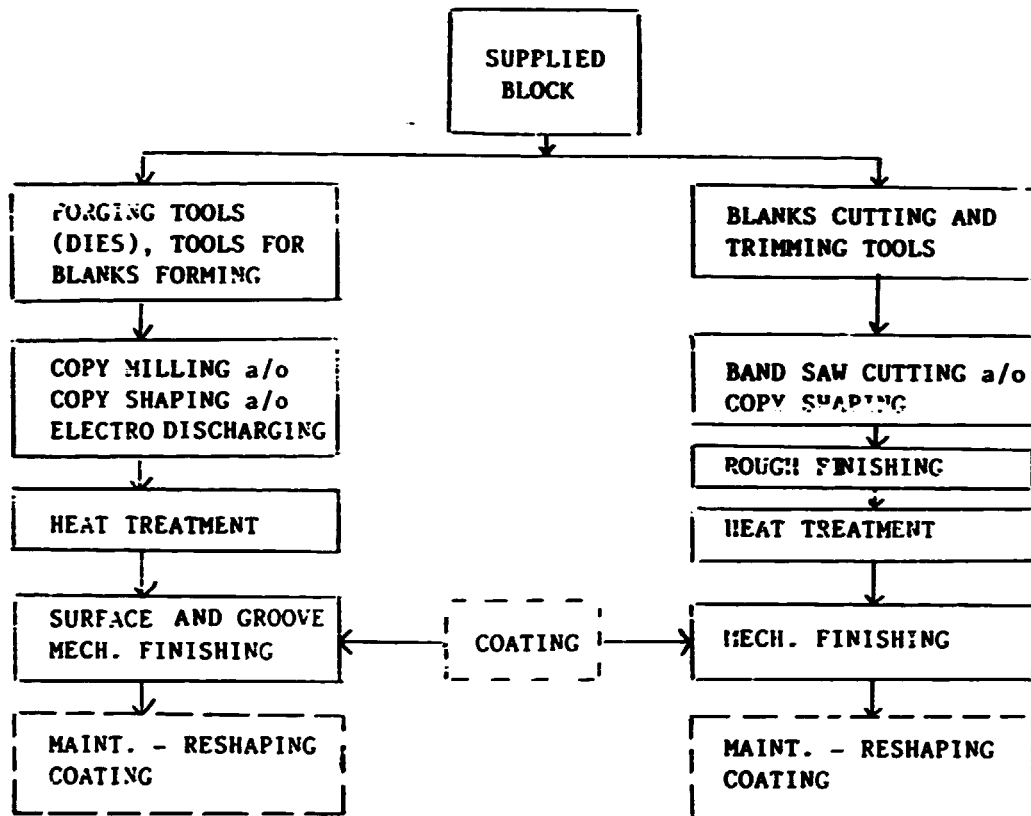 SUPPLIED
BLOCK
FORGING TOOLS
(DIES), TOOLS FOR
BLANKS FORMING
BLANKS CUTTING AND
TRIMMING TOOLS
COPY MILLING a/o
COPY SHAPING a/o
ELECTRO DISCHARGING
BAND SAW CUTTING a/o
COPY SHAPING
ROUGH FINISHING
HEAT TREATMENT
HEAT TREATMENT
SURFACE AND GROOVE
MECH. FINISHING
COATING
MECH. FINISHING
MAINT. - RESHAPING
COATING
MAINT. - RESHAPING
COATING